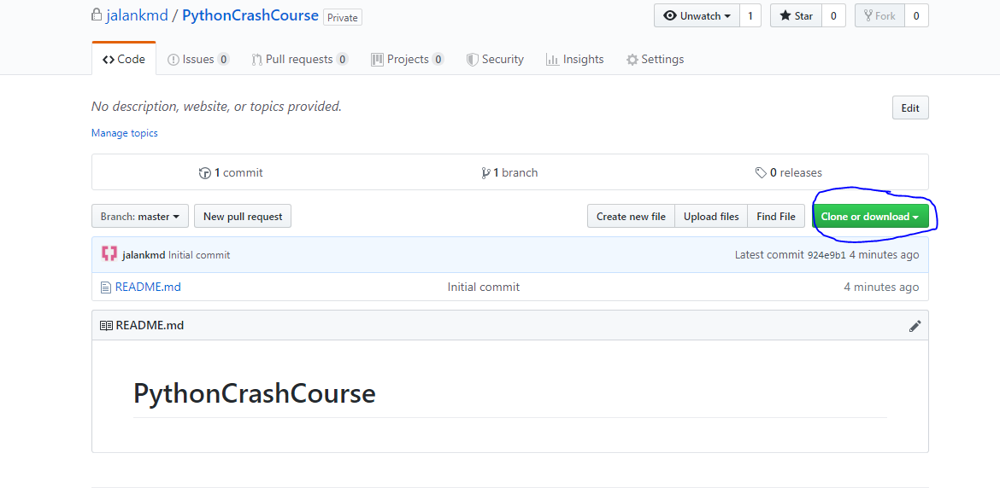 jalankmd / PythonCrashCourse Private Unwatch 1 Star 0 Fork 0
Code Issues 0 Pull requests 0 Projects 0 Security Insights Settings
No description, website, or topics provided. Edit
Manage topics
1 commit 1 branch 0 releases
Branch: master New pull request Create new file Upload files Find File Clone or download
jalankmd Initial commit Latest commit 924e9b1 4 minutes ago
README.md Initial commit 4 minutes ago
README.md
PythonCrashCourse